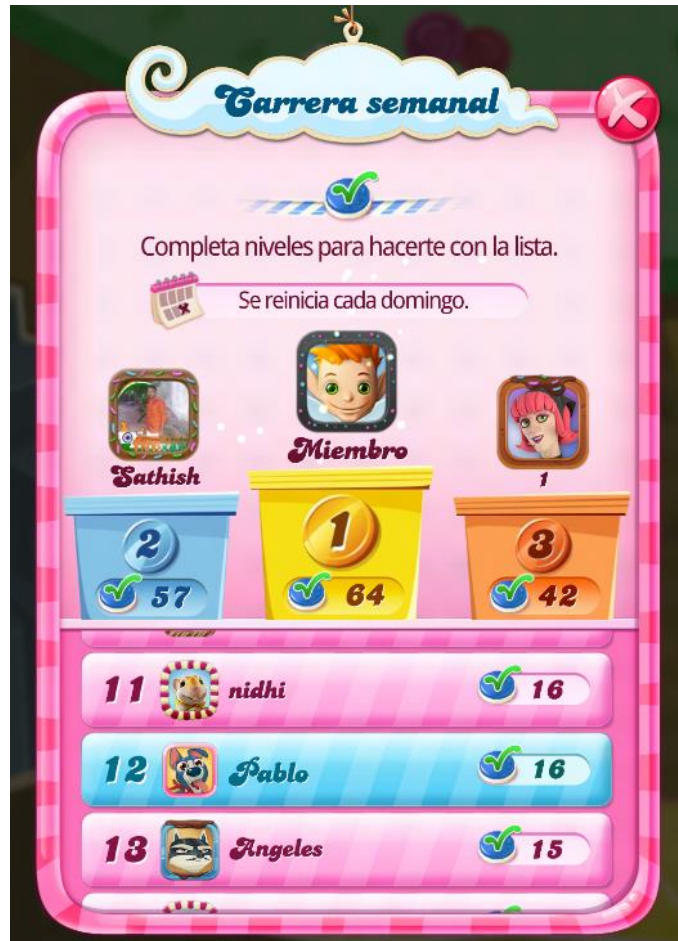 Carrera semanal
Completa niveles para hacerte con la lista.
Se reinicia cada domingo.
Sathish
Miembro
1
2
1
3
57
64
42
11 nidhi 16
12 Pablo 16
13 Angeles 15